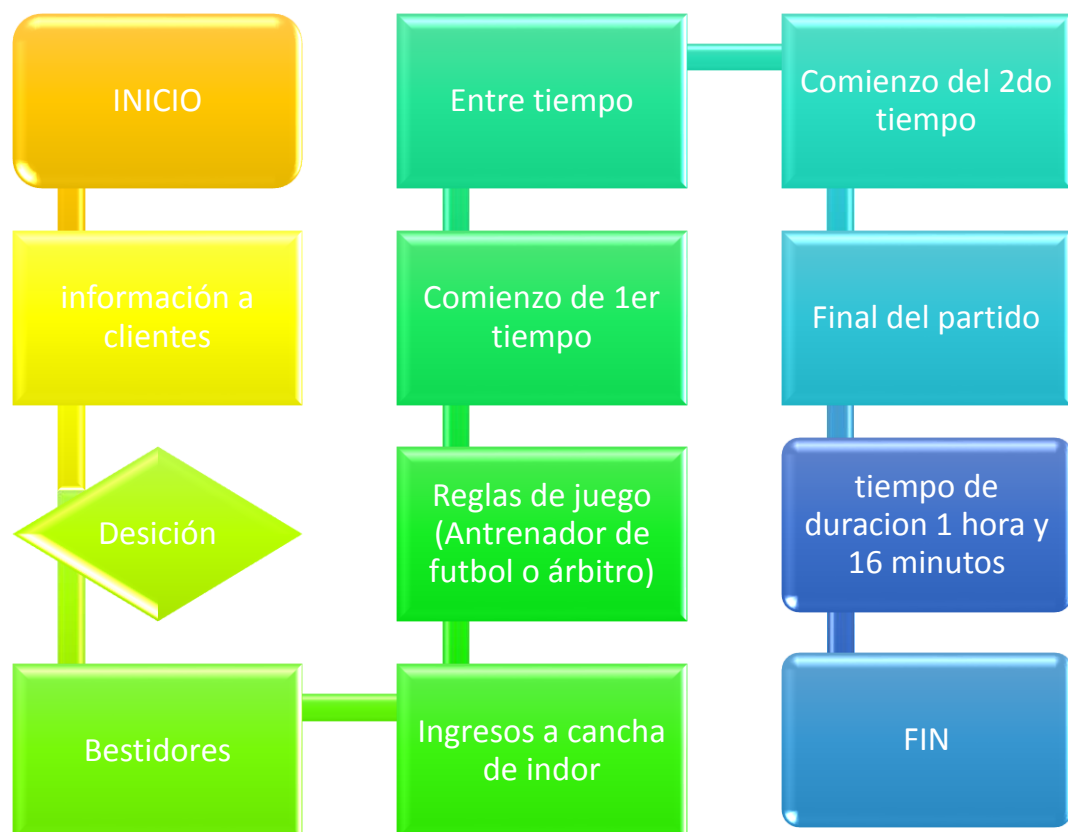 INICIO
información a
clientes
Desición
Bestidores
Ingresos a cancha
de indor
Reglas de juego
(Antrenador de
futbol o árbitro)
Comienzo de 1er
tiempo
Entre tiempo
Comienzo del 2do
tiempo
Final del partido
tiempo de
duracion 1 hora y
16 minutos
FIN